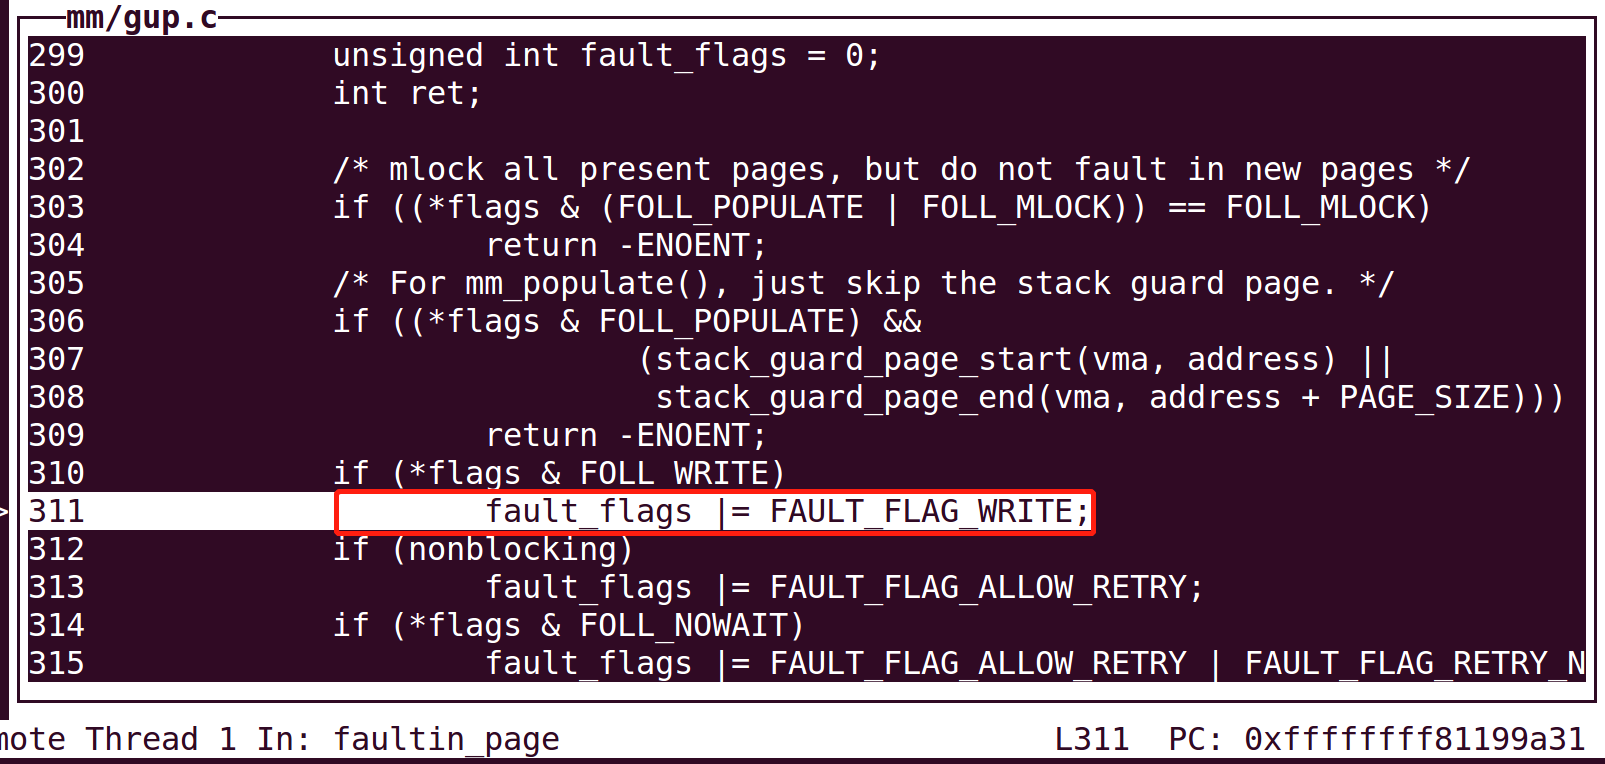 mm/gup.c
299 unsigned int fault_flags = 0;
300 int ret;
301
302 /* mlock all present pages, but do not fault in new pages */
303 if ((*flags & (FOLL_POPULATE | FOLL_MLOCK)) == FOLL_MLOCK)
304 return -ENOENT;
305 /* For mm_populate(), just skip the stack guard page. */
306 if ((*flags & FOLL_POPULATE) &&
307 (stack_guard_page_start(vma, address) ||
308 stack_guard_page_end(vma, address + PAGE_SIZE)))
309 return -ENOENT;
310 if (*flags & FOLL_WRITE)
>311 fault_flags |= FAULT_FLAG_WRITE;
312 if (nonblocking)
313 fault_flags |= FAULT_FLAG_ALLOW_RETRY;
314 if (*flags & FOLL_NOWAIT)
315 fault_flags |= FAULT_FLAG_ALLOW_RETRY | FAULT_FLAG_RETRY_N
mote Thread 1 In: faultin_page L311 PC: 0xffffffff81199a31